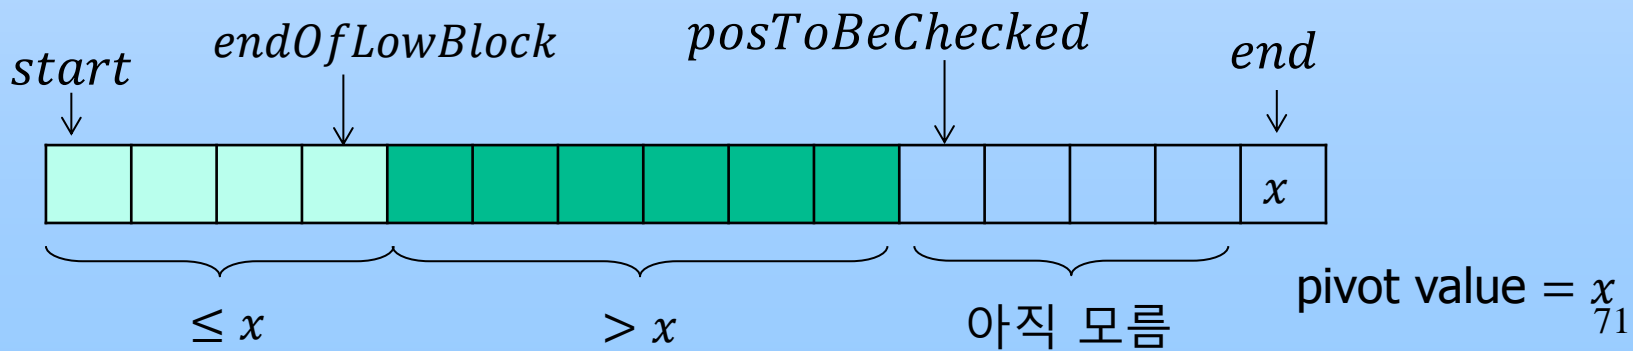 start endOfLowBlock posToBeChecked end
x
≤ x > x 아직 모름 pivot value = x
71